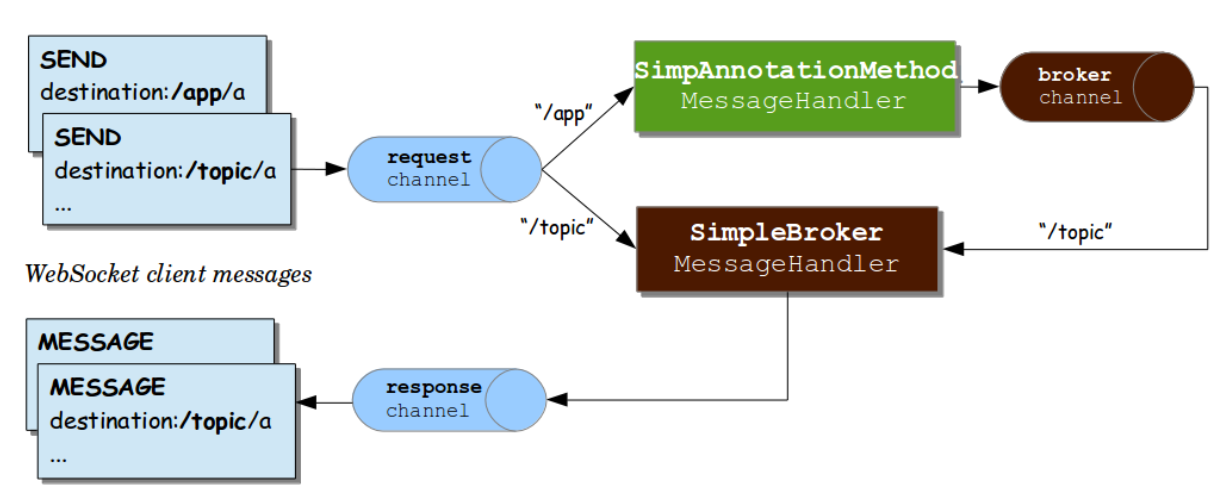 SEND
destination:/app/a
SEND
destination:/topic/a
...
WebSocket client messages
request
channel
“/app”
“/topic”
SimpAnnotationMethod
MessageHandler
broker
channel
SimpleBroker
MessageHandler
“/topic”
MESSAGE
MESSAGE
destination:/topic/a
...
response
channel